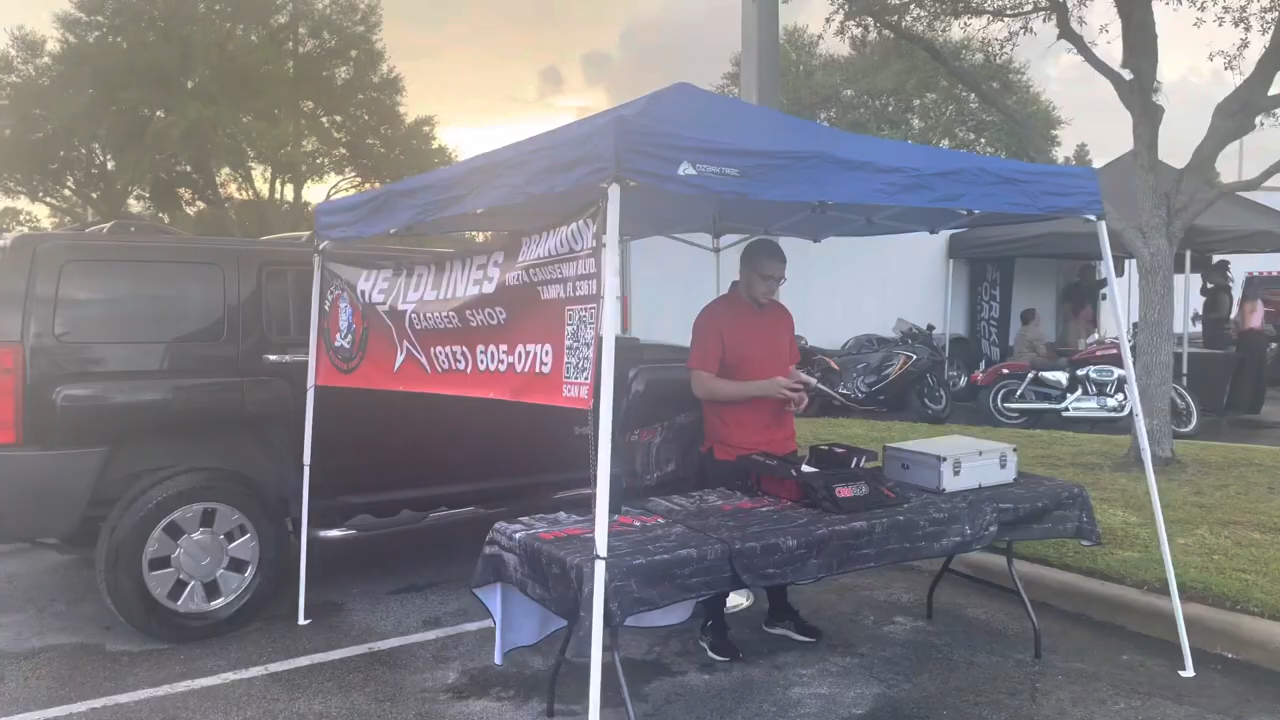 OZARK TRAIL
HEADLINES
BARBER SHOP
(813) 605-0719
BRANDON:
10274 CAUSEWAY BLVD.
TAMPA, FL 33619
SCAN ME
STRIKE
FORCE